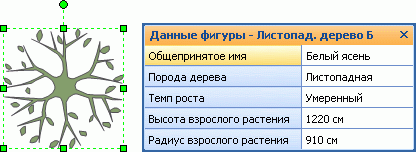 Данные фигуры - Листопад. дерево Б
Общепринятое имя Белый ясень
Порода дерева Листопадная
Темп роста Умеренный
Высота взрослого растения 1220 см
Радиус взрослого растения 910 см